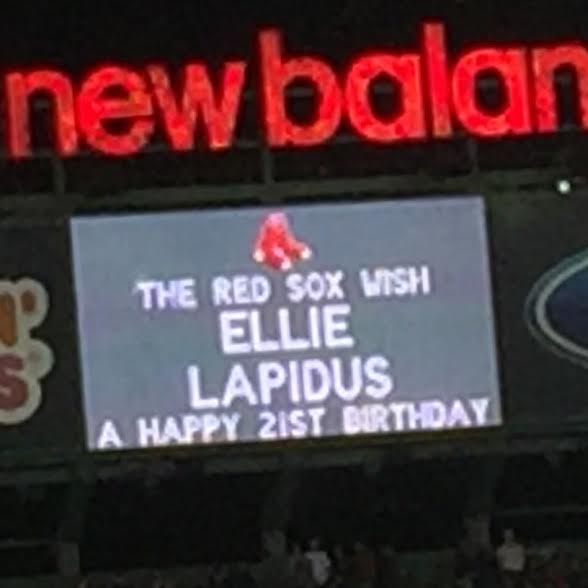 new balan
THE RED SOX WISH
ELLIE
LAPIDUS
A HAPPY 21ST BIRTHDAY